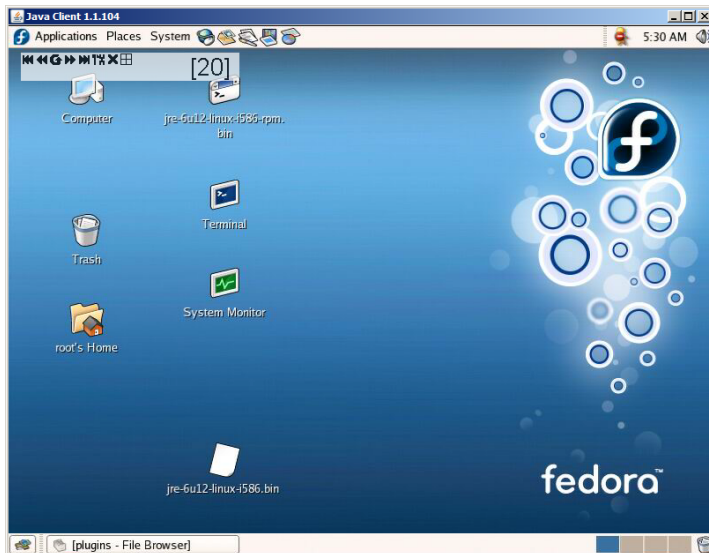 Java Client 1.1.104
Applications Places System
5:30 AM
[20]
Computer
jre-6u12-linux-i586-rpm.
bin
Terminal
Trash
System Monitor
root's Home
jre-6u12-linux-i586.bin
fedora™
[plugins - File Browser]